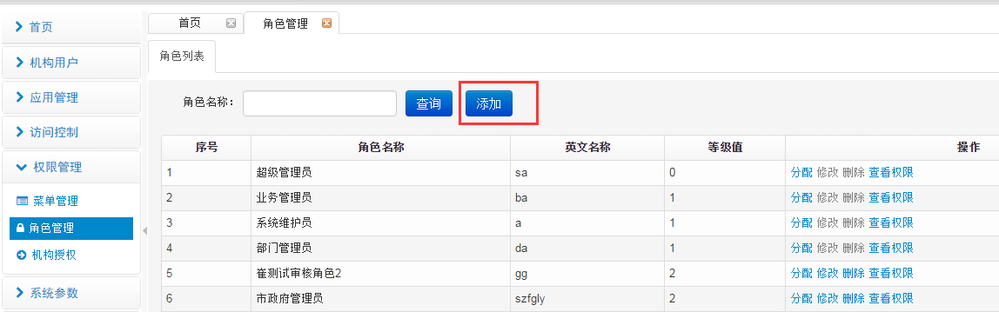 首页
机构用户
应用管理
访问控制
权限管理
菜单管理
角色管理
机构授权
系统参数
首页 角色管理
角色列表
角色名称： 查询 添加
序号 角色名称 英文名称 等级值 操作
1 超级管理员 sa 0 分配 修改 删除 查看权限
2 业务管理员 ba 1 分配 修改 删除 查看权限
3 系统维护员 a 1 分配 修改 删除 查看权限
4 部门管理员 da 1 分配 修改 删除 查看权限
5 崔测试审核角色2 gg 2 分配 修改 删除 查看权限
6 市政府管理员 szfgly 2 分配 修改 删除 查看权限